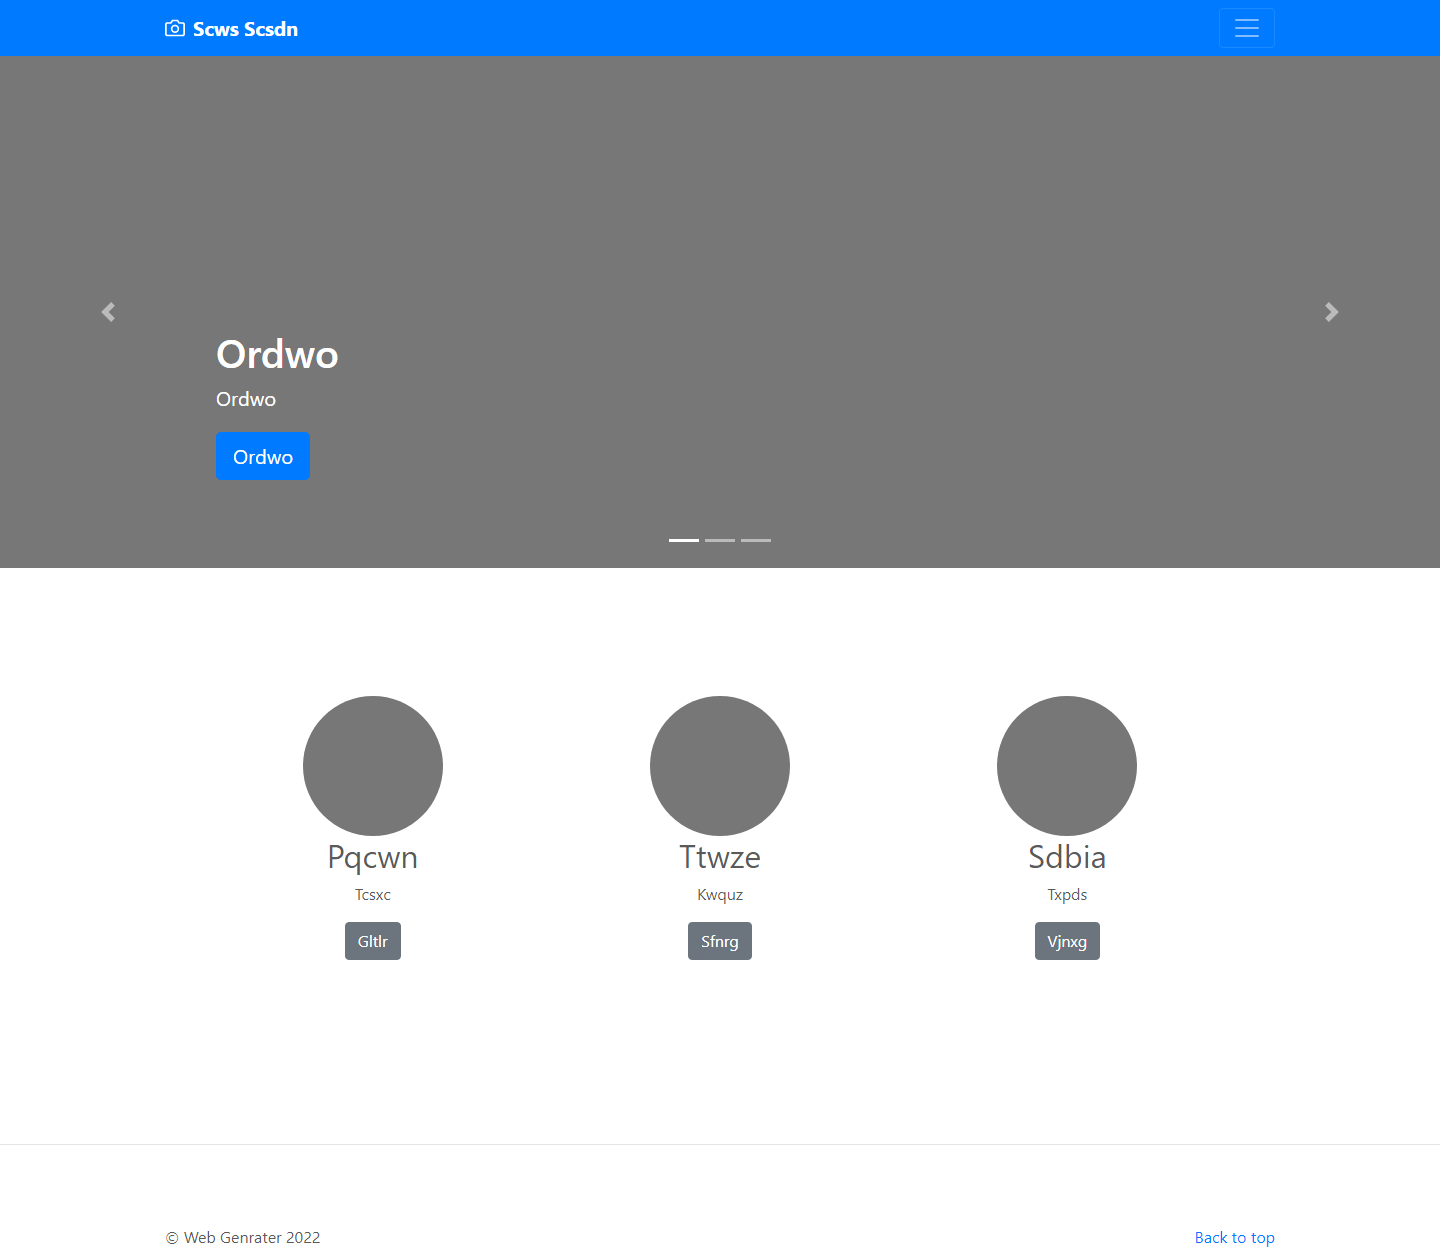 Scws Scsdn
Ordwo
Ordwo
Ordwo
Pqcwn
Ttwze
Sdbia
Tcsxc
Kwquz
Txpds
Gltlr
Sfnrg
Vjnxg
© Web Genrater 2022
Back to top